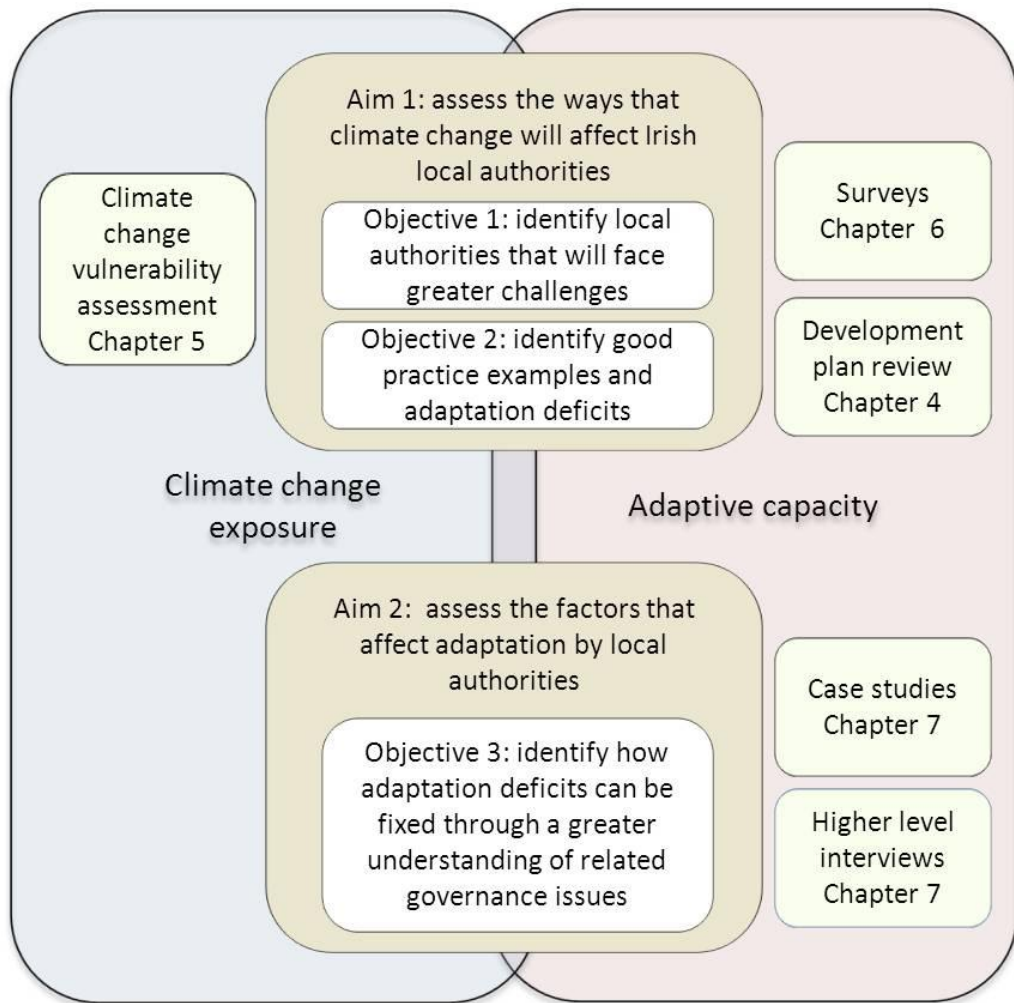 Aim 1: assess the ways that
climate change will affect Irish
local authorities
Objective 1: identify local
authorities that will face
greater challenges
Objective 2: identify good
practice examples and
adaptation deficits
Climate
change
vulnerability
assessment
Chapter 5
Surveys
Chapter 6
Development
plan review
Chapter 4
Climate change
exposure
Adaptive capacity
Aim 2: assess the factors that
affect adaptation by local
authorities
Objective 3: identify how
adaptation deficits can be
fixed through a greater
understanding of related
governance issues
Case studies
Chapter 7
Higher level
interviews
Chapter 7